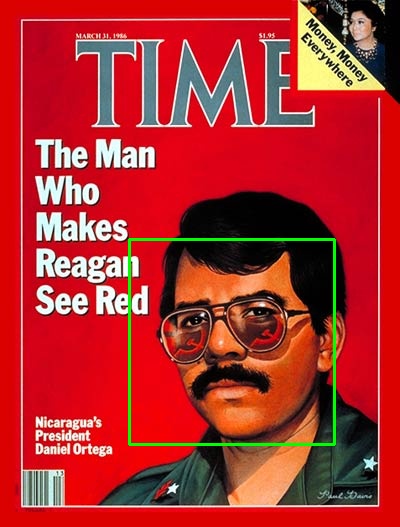 MARCH 31, 1986
$1.95
TIME
Money, Money
Everywhere
The Man
Who
Makes
Reagan
See Red
Nicaragua's
President
Daniel Ortega
Paul Davis